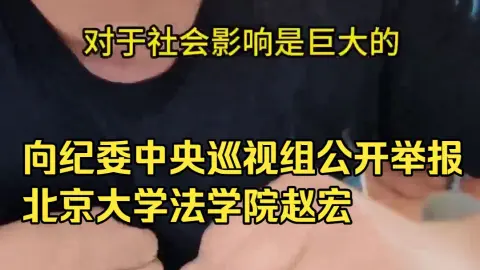 对于社会影响是巨大的
向纪委中央巡视组公开举报
北京大学法学院赵宏